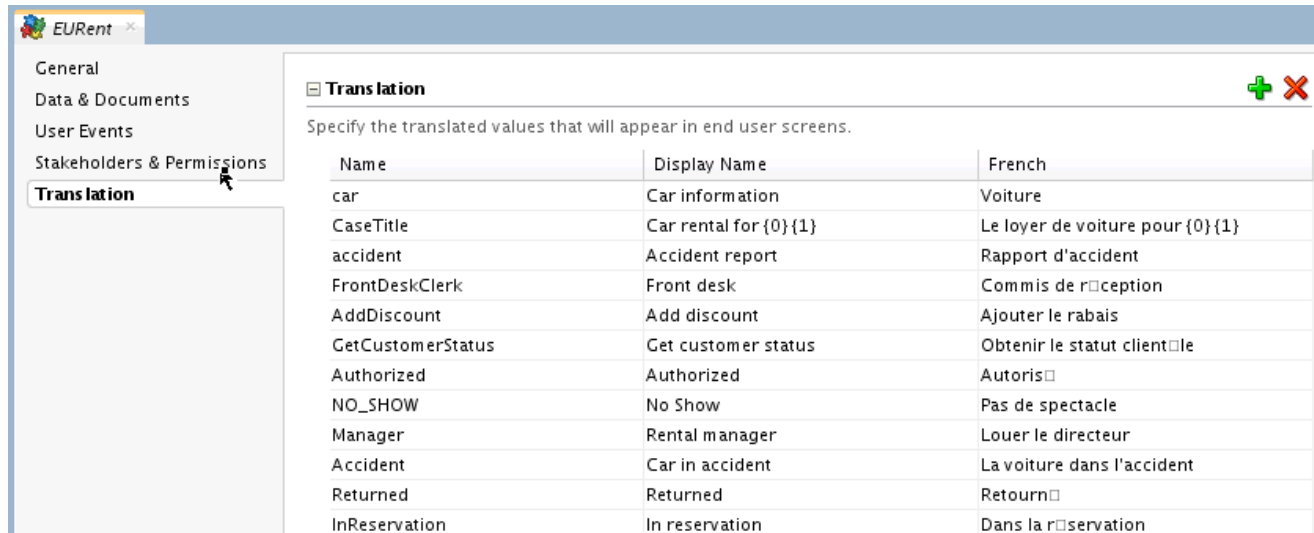 EURent
General
Data & Documents
User Events
Stakeholders & Permissions
Translation
Translation
Specify the translated values that will appear in end user screens.
Name Display Name French
car Car information Voiture
CaseTitle Car rental for {0}{1} Le loyer de voiture pour {0}{1}
accident Accident report Rapport d'accident
FrontDeskClerk Front desk Commis de r□ception
AddDiscount Add discount Ajouter le rabais
GetCustomerStatus Get customer status Obtenir le statut client□le
Authorized Authorized Autoris□
NO_SHOW No Show Pas de spectacle
Manager Rental manager Louer le directeur
Accident Car in accident La voiture dans l'accident
Returned Returned Retourn□
InReservation In reservation Dans la r□servation